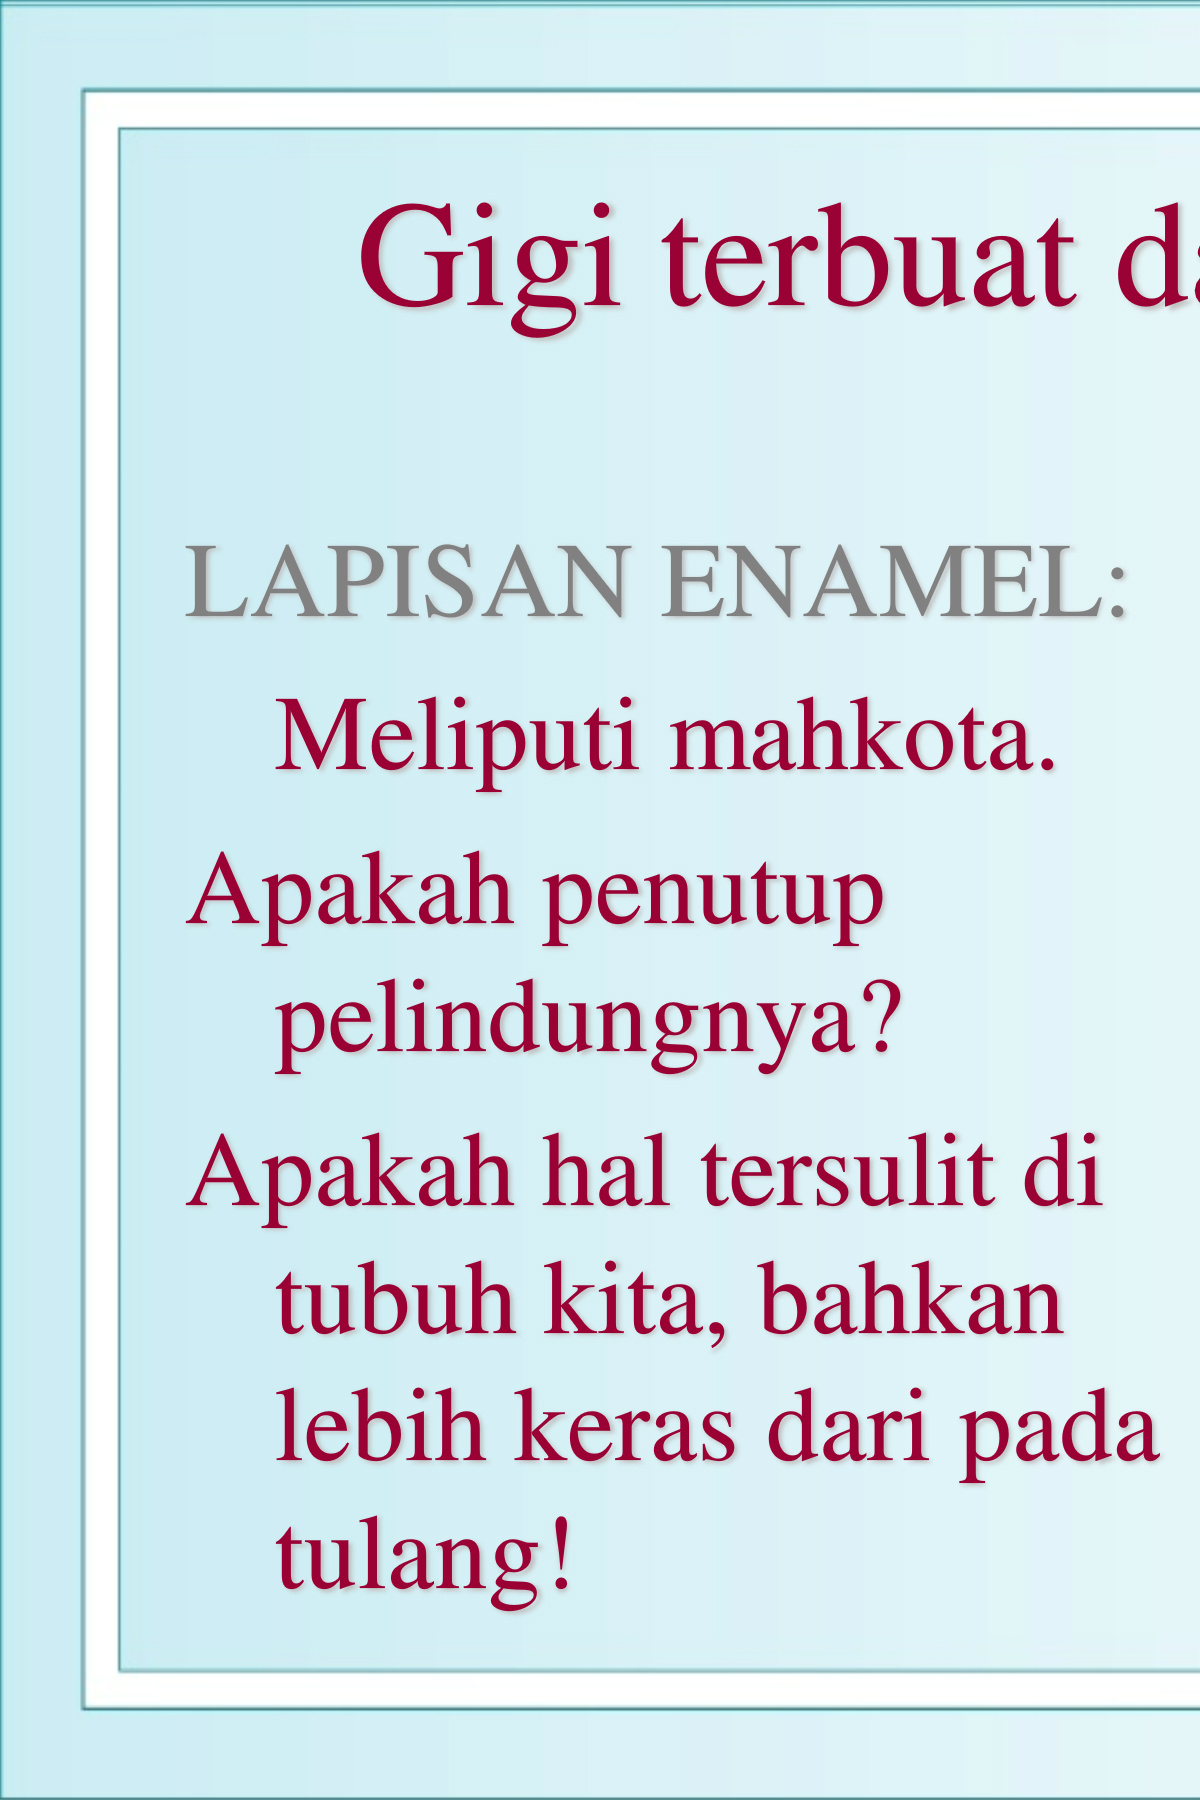 Gigi terbuat
LAPISAN ENAMEL:
Meliputi mahkota.
Apakah penutup
pelindungnya?
Apakah hal tersulit di
tubuh kita, bahkan
lebih keras dari pada
tulang!